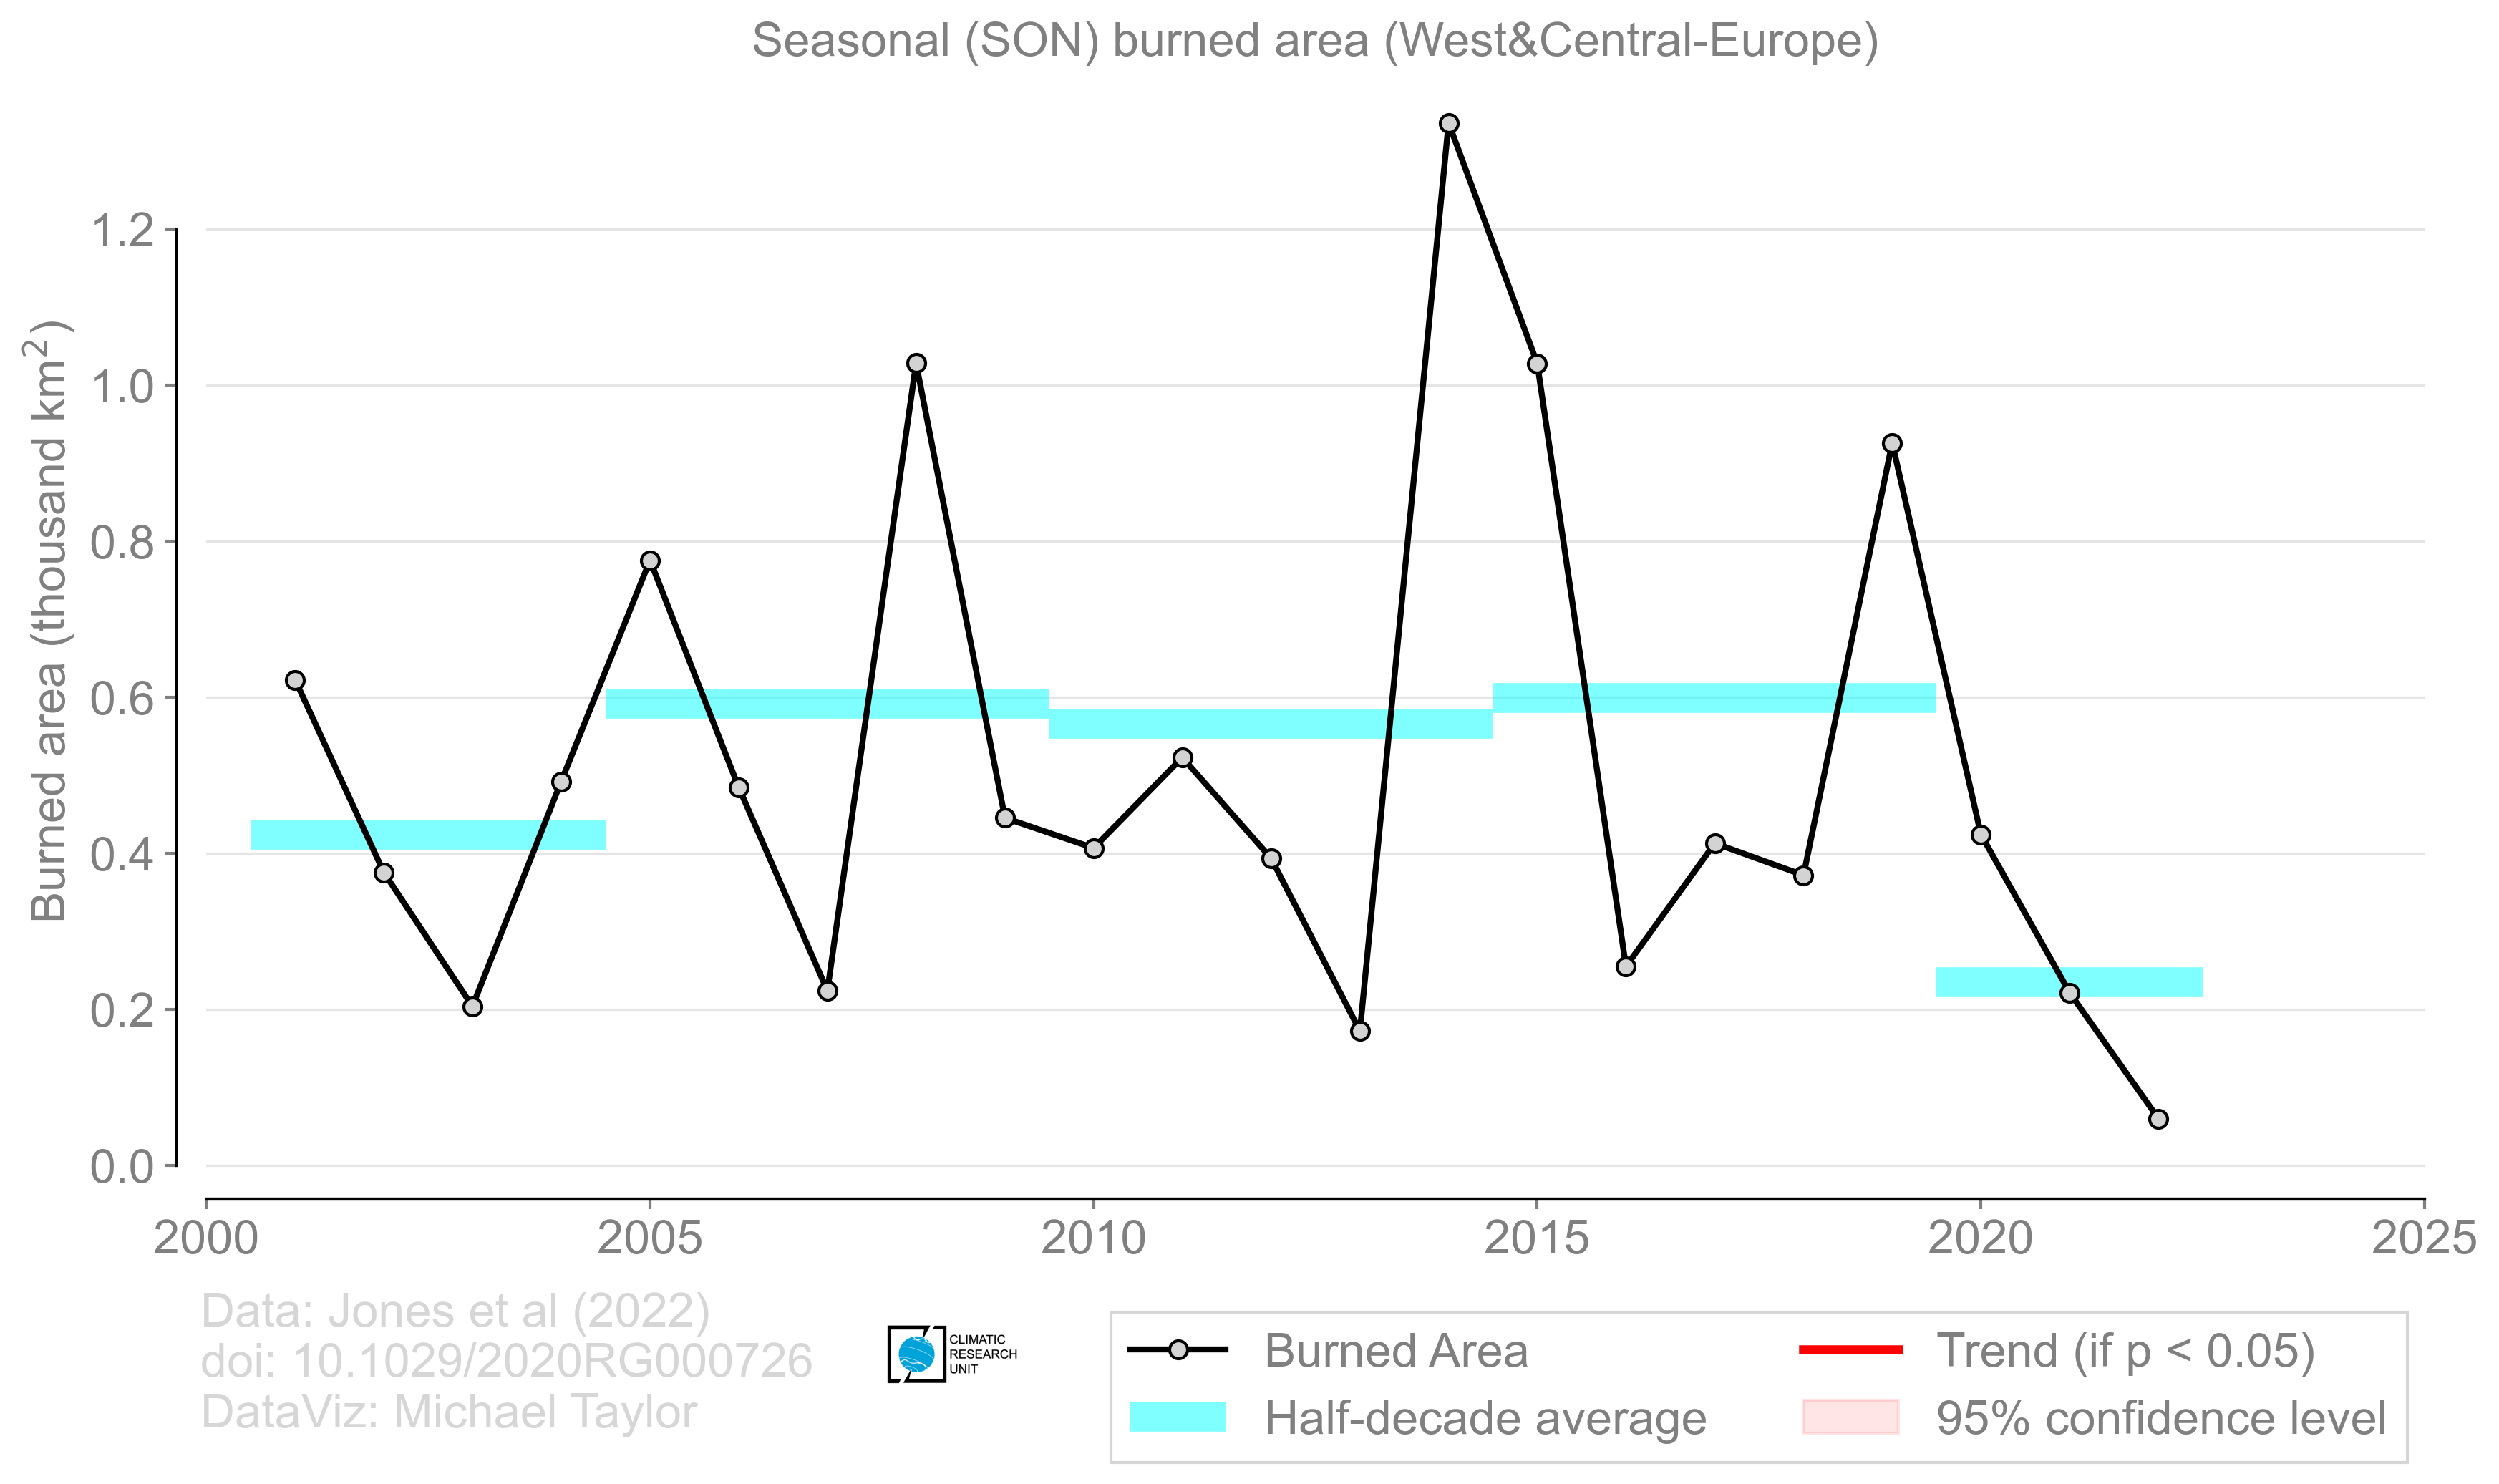 Seasonal (SON) burned area (West&Central-Europe)
Burned area (thousand km²)
1.2
1.0
0.8
0.6
0.4
0.2
0.0
2000 2005 2010 2015 2020 2025
Data: Jones et al (2022)
doi: 10.1029/2020RG000726
DataViz: Michael Taylor
CLIMATIC
RESEARCH
UNIT
Burned Area
Half-decade average
Trend (if p < 0.05)
95% confidence level